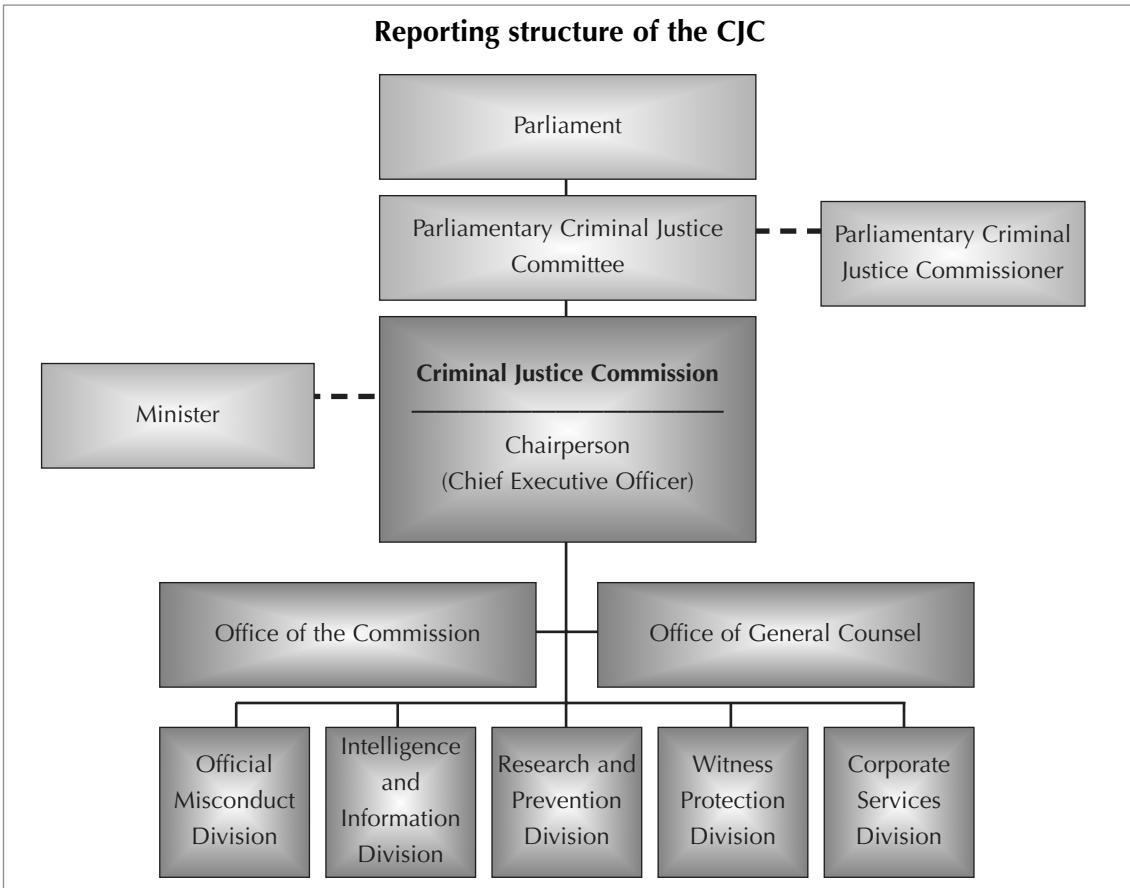 Reporting structure of the CJC
Parliament
Parliamentary Criminal Justice
Committee
Parliamentary Criminal
Justice Commissioner
Criminal Justice Commission
Chairperson
(Chief Executive Officer)
Minister
Office of the Commission
Office of General Counsel
Official
Misconduct
Division
Intelligence
and
Information
Division
Research and
Prevention
Division
Witness
Protection
Division
Corporate
Services
Division